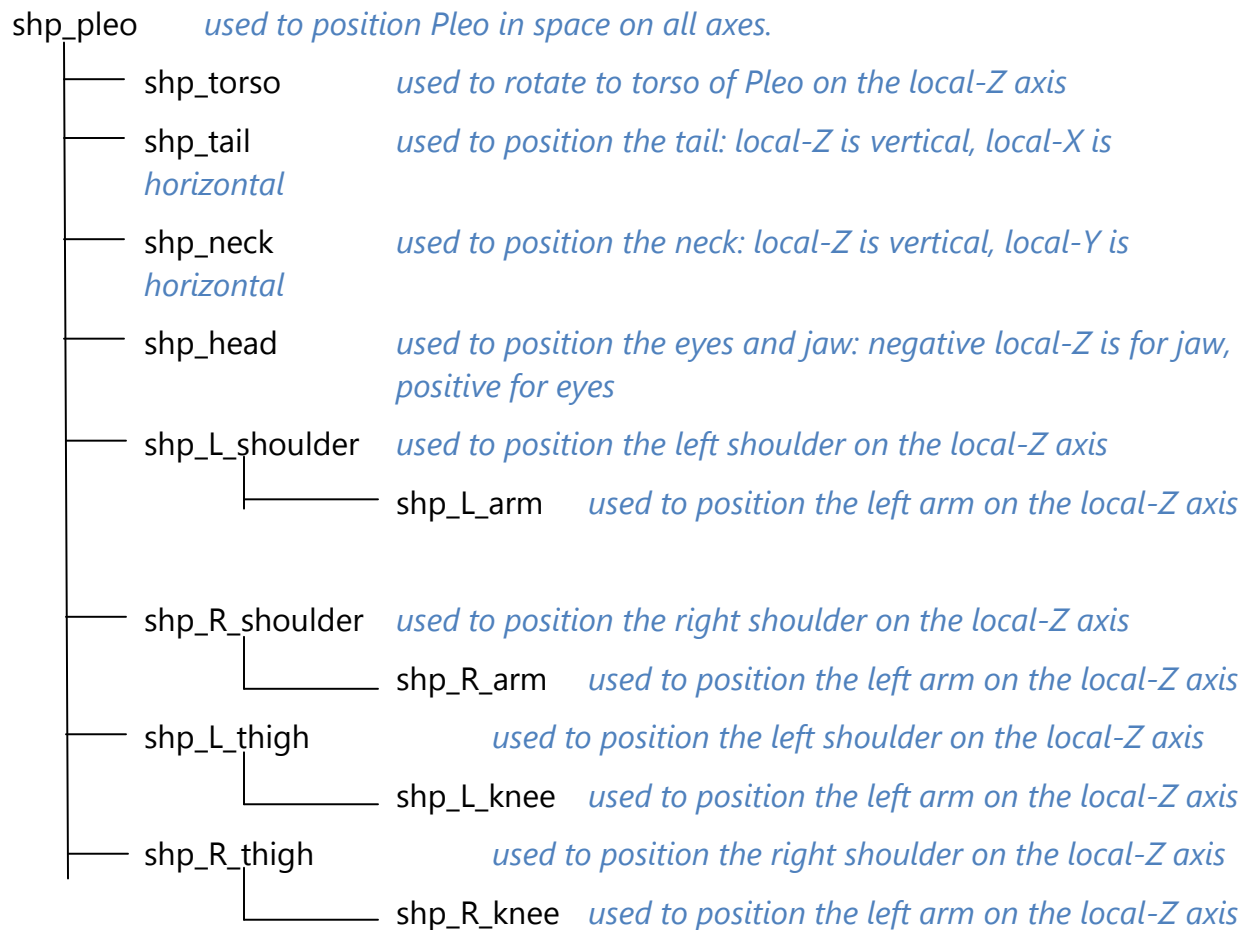 shp_pleo used to position Pleo in space on all axes.
shp_torso used to rotate to torso of Pleo on the local-Z axis
shp_tail used to position the tail: local-Z is vertical, local-X is
horizontal
shp_neck used to position the neck: local-Z is vertical, local-Y is
horizontal
shp_head used to position the eyes and jaw: negative local-Z is for jaw,
positive for eyes
shp_L_shoulder used to position the left shoulder on the local-Z axis
shp_L_arm used to position the left arm on the local-Z axis
shp_R_shoulder used to position the right shoulder on the local-Z axis
shp_R_arm used to position the left arm on the local-Z axis
shp_L_thigh used to position the left shoulder on the local-Z axis
shp_L_knee used to position the left arm on the local-Z axis
shp_R_thigh used to position the right shoulder on the local-Z axis
shp_R_knee used to position the left arm on the local-Z axis